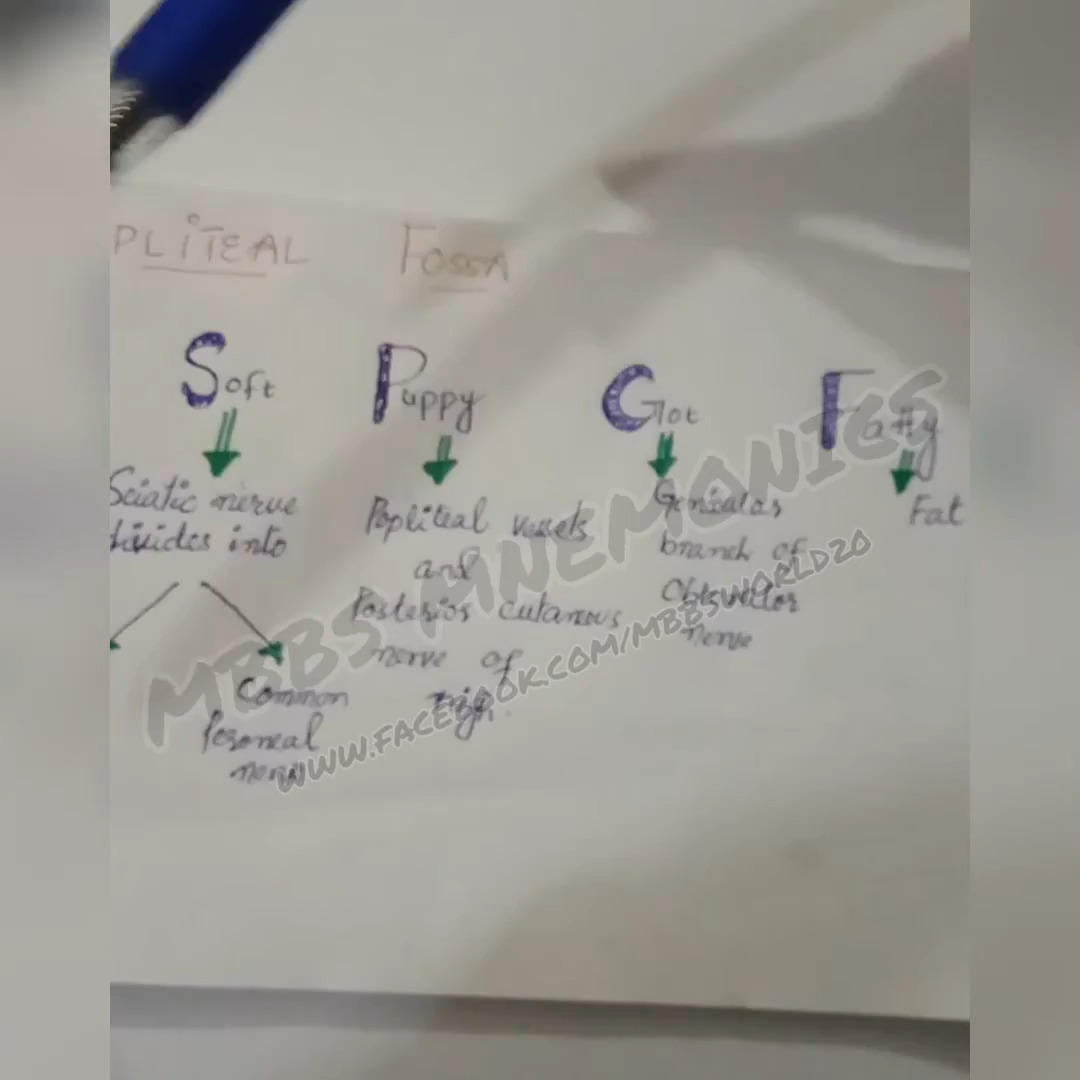 PLITEAL FOSSA
Soft Puppy Got Fatty
Sciatic nerve
divides into
Popliteal vessels
and
Posterior cutaneous
nerve of
thigh.
Genicular
branch of
Obturator
nerve
Fat
Common
Peroneal
nerve
MBBS MNEMONICS
WWW.FACEBOOK.COM/MBBSWORLD20